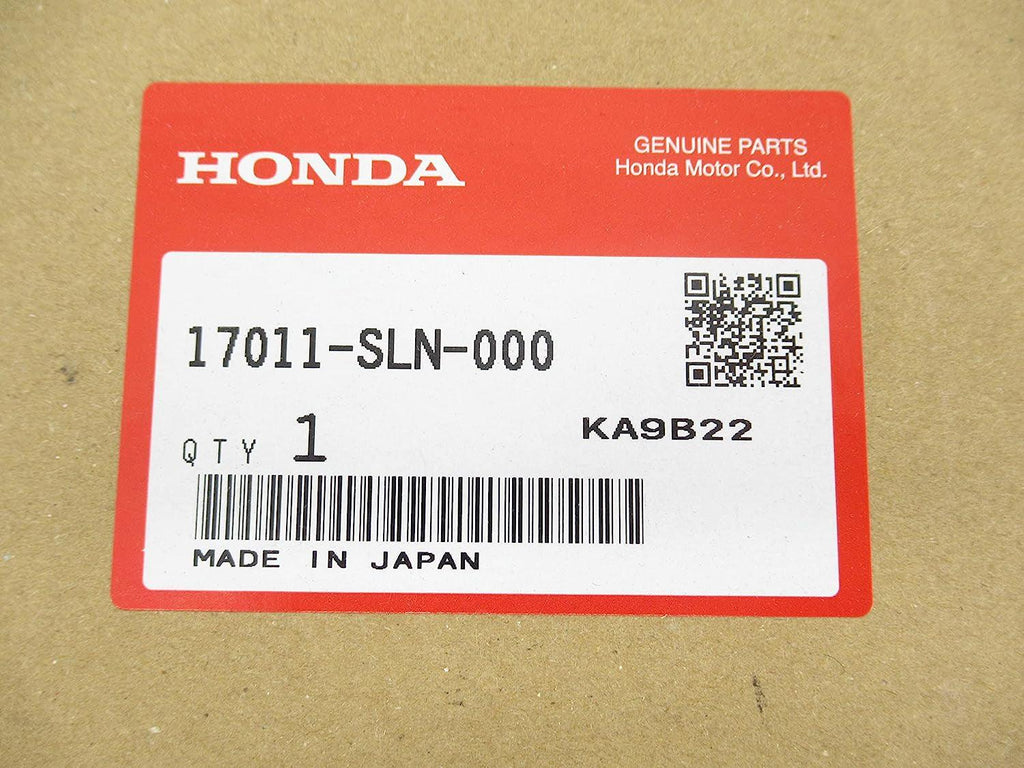 HONDA
GENUINE PARTS
Honda Motor Co., Ltd.
17011-SLN-000
QTY 1
KA9B22
MADE IN JAPAN